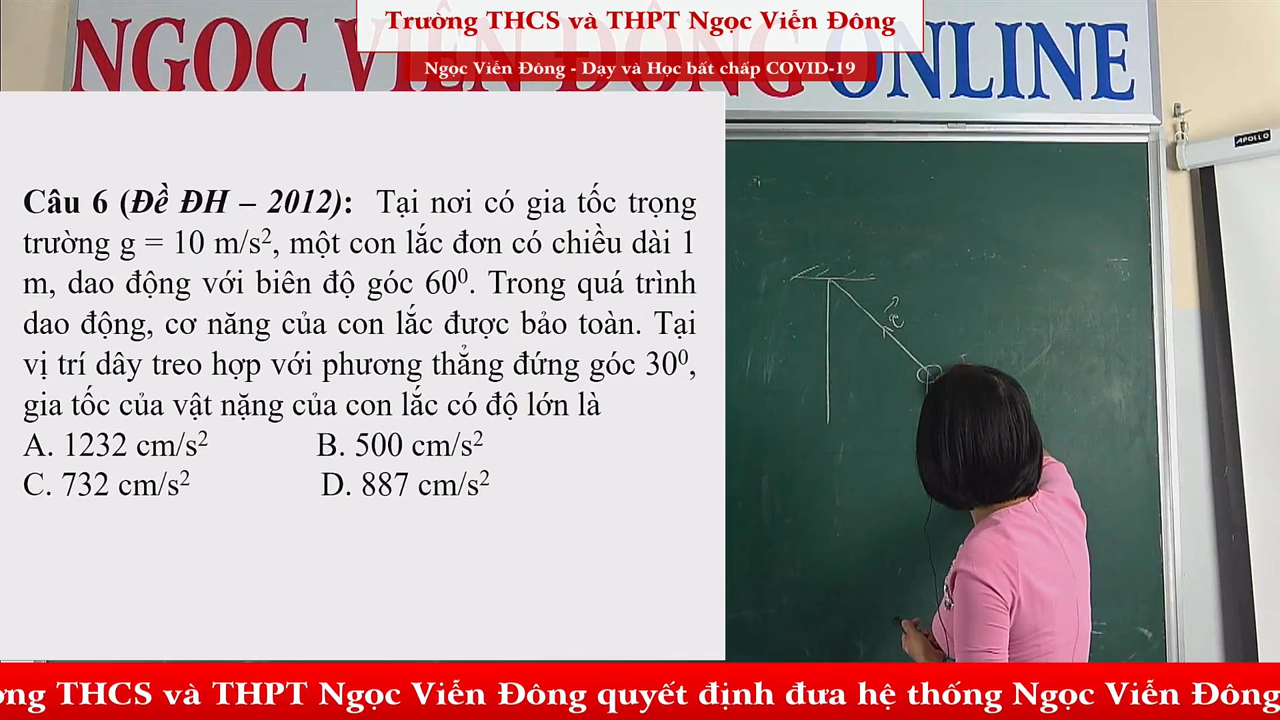 Trường THCS và THPT Ngọc Viễn Đông
NGỌC VIỄN ĐÔNG ONLINE
Ngọc Viễn Đông - Dạy và Học bất chấp COVID-19
APOLLO
Câu 6 (Đề ĐH – 2012): Tại nơi có gia tốc trọng
trường g = 10 m/s², một con lắc đơn có chiều dài 1
m, dao động với biên độ góc 60⁰. Trong quá trình
dao động, cơ năng của con lắc được bảo toàn. Tại
vị trí dây treo hợp với phương thẳng đứng góc 30⁰,
gia tốc của vật nặng của con lắc có độ lớn là
A. 1232 cm/s² B. 500 cm/s²
C. 732 cm/s² D. 887 cm/s²
ờng THCS và THPT Ngọc Viễn Đông quyết định đưa hệ thống Ngọc Viễn Đông